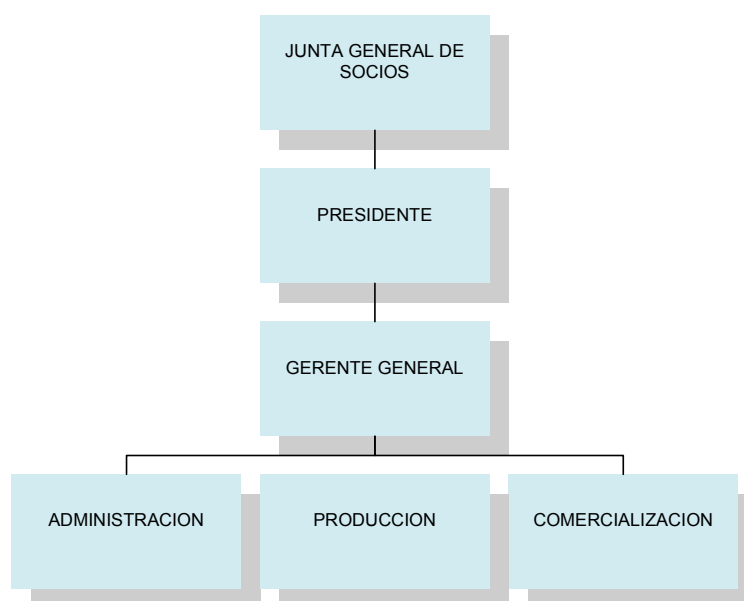 JUNTA GENERAL DE
SOCIOS
PRESIDENTE
GERENTE GENERAL
ADMINISTRACION
PRODUCCION
COMERCIALIZACION